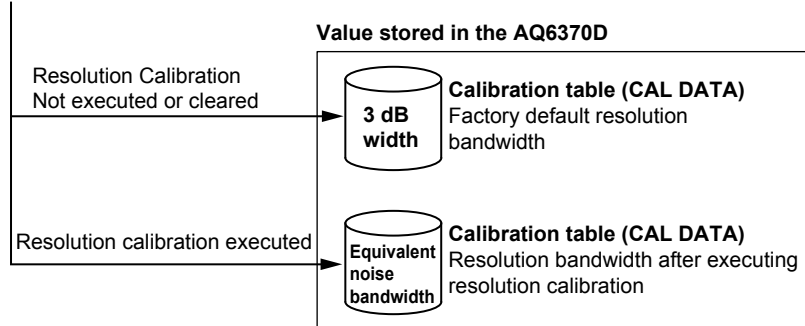 Value stored in the AQ6370D
Resolution Calibration
Not executed or cleared
3 dB
width
Calibration table (CAL DATA)
Factory default resolution
bandwidth
Resolution calibration executed
Equivalent
noise
bandwidth
Calibration table (CAL DATA)
Resolution bandwidth after executing
resolution calibration